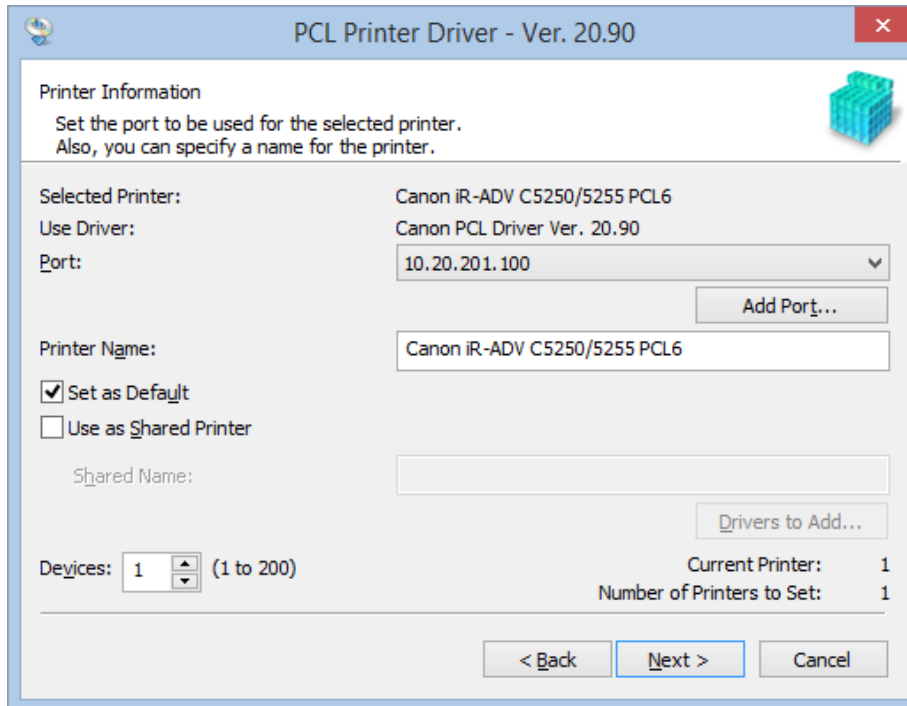 PCL Printer Driver - Ver. 20.90
Printer Information
Set the port to be used for the selected printer.
Also, you can specify a name for the printer.
Selected Printer: Canon iR-ADV C5250/5255 PCL6
Use Driver: Canon PCL Driver Ver. 20.90
Port: 10.20.201.100
Add Port...
Printer Name: Canon iR-ADV C5250/5255 PCL6
Set as Default
Use as Shared Printer
Shared Name:
Drivers to Add...
Devices: 1 (1 to 200) Current Printer: 1
Number of Printers to Set: 1
< Back Next > Cancel